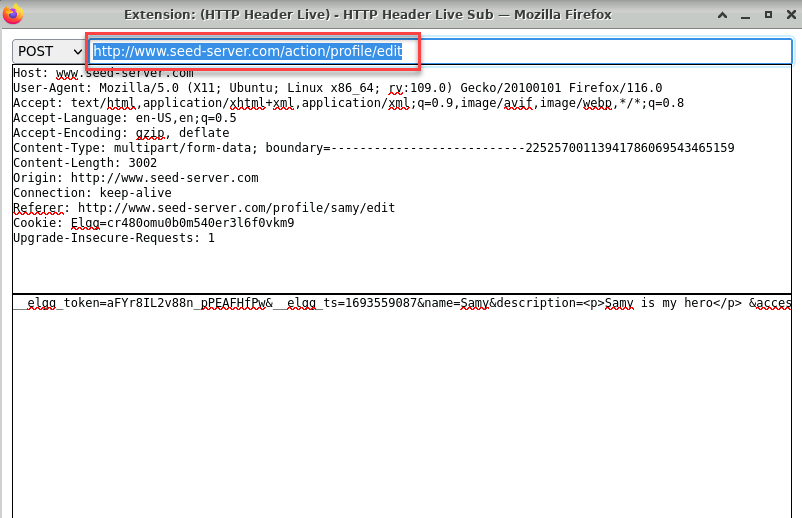 Extension: (HTTP Header Live) - HTTP Header Live Sub — Mozilla Firefox
POST http://www.seed-server.com/action/profile/edit
Host: www.seed-server.com
User-Agent: Mozilla/5.0 (X11; Ubuntu; Linux x86_64; rv:109.0) Gecko/20100101 Firefox/116.0
Accept: text/html,application/xhtml+xml,application/xml;q=0.9,image/avif,image/webp,*/*;q=0.8
Accept-Language: en-US,en;q=0.5
Accept-Encoding: gzip, deflate
Content-Type: multipart/form-data; boundary=---------------------------22525700113941786069543465159
Content-Length: 3002
Origin: http://www.seed-server.com
Connection: keep-alive
Referer: http://www.seed-server.com/profile/samy/edit
Cookie: Elgg=cr480omu0b0m540er3l6f0vkm9
Upgrade-Insecure-Requests: 1
__elgg_token=aFYr8IL2v88n_pPEAFHfPw&__elgg_ts=1693559087&name=Samy&description=<p>Samy is my hero</p> &acces